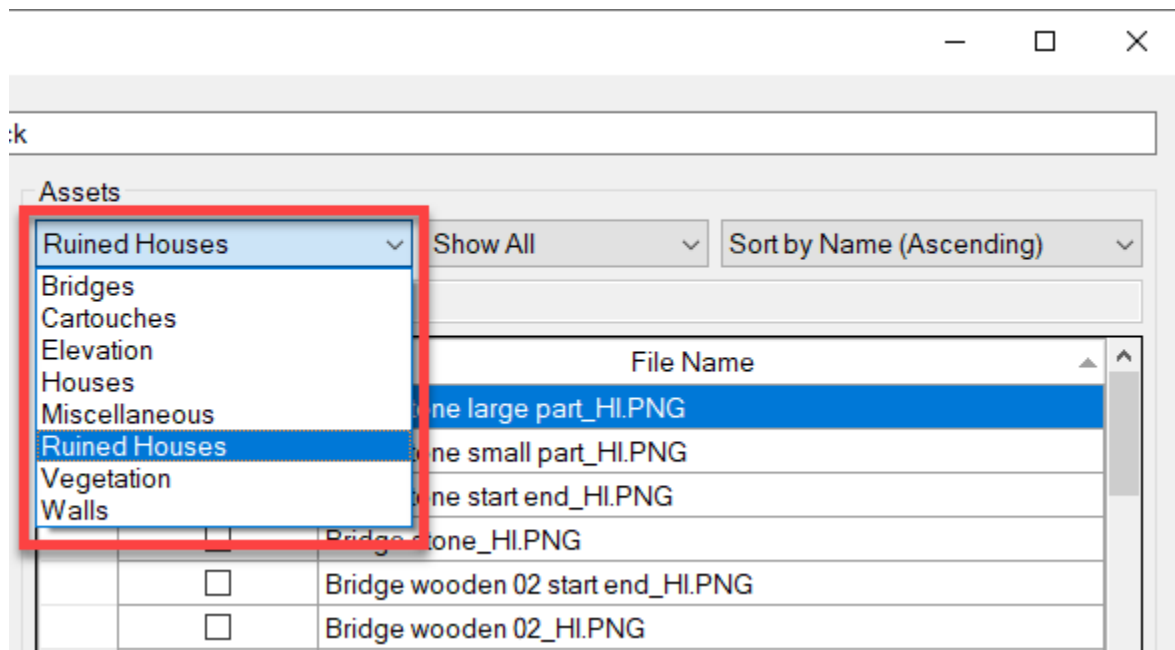 ck
Assets
Ruined Houses Show All Sort by Name (Ascending)
Bridges
Cartouches
Elevation
Houses
Miscellaneous
Ruined Houses
Vegetation
Walls
File Name
one large part_HI.PNG
one small part_HI.PNG
one start end_HI.PNG
Bridge stone_HI.PNG
Bridge wooden 02 start end_HI.PNG
Bridge wooden 02_HI.PNG